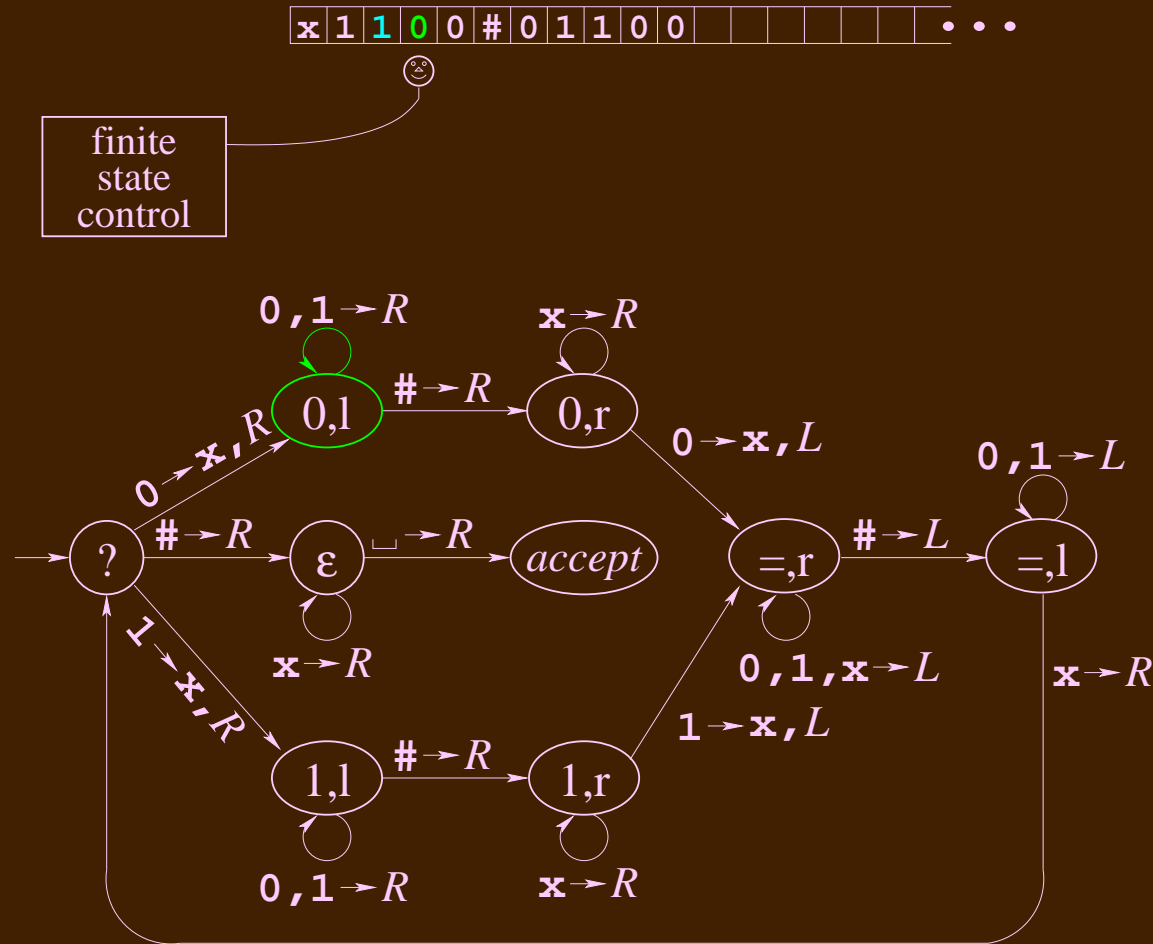 x 1 1 0 0 # 0 1 1 0 0 • • •
finite
state
control
0,1→R
x→R
0,l
#→R
0,r
0→x,R
0→x,L
0,1→L
?
#→R
ε
␣→R
accept
=,r
#→L
=,l
x→R
0,1,x→L
x→R
1→x,R
1→x,L
1,l
#→R
1,r
0,1→R
x→R